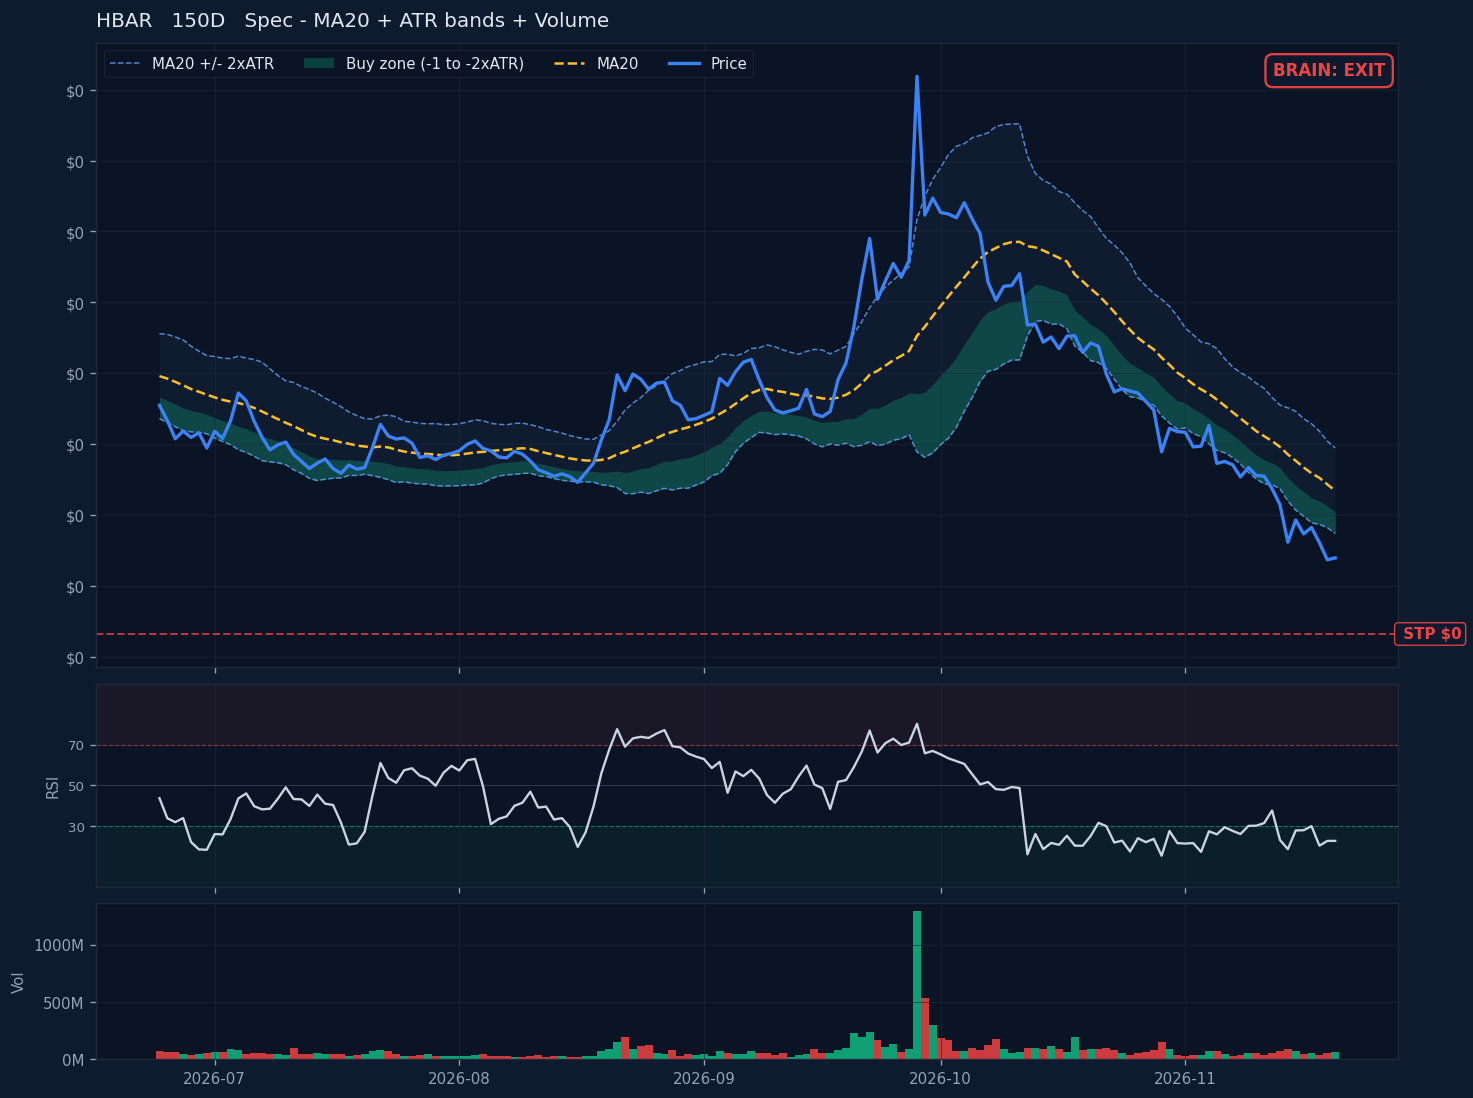 HBAR   150D   Spec - MA20 + ATR bands + Volume
MA20 +/- 2xATR
Buy zone (-1 to -2xATR)
MA20
Price
BRAIN: EXIT
$0
$0
$0
$0
$0
$0
$0
$0
$0
STP $0
RSI
70
50
30
Vol
1000M
500M
0M
2026-07
2026-08
2026-09
2026-10
2026-11